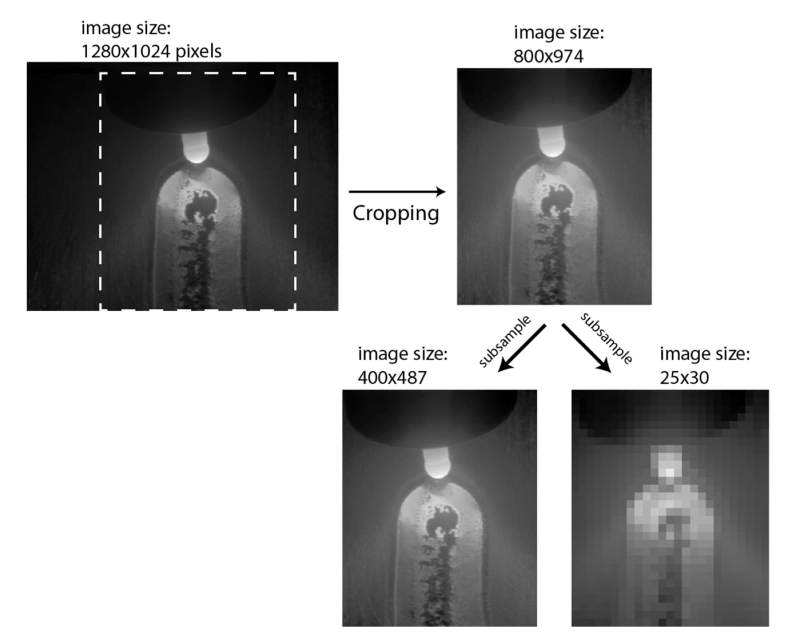 image size:
1280x1024 pixels
image size:
800x974
Cropping
subsample
subsample
image size:
400x487
image size:
25x30